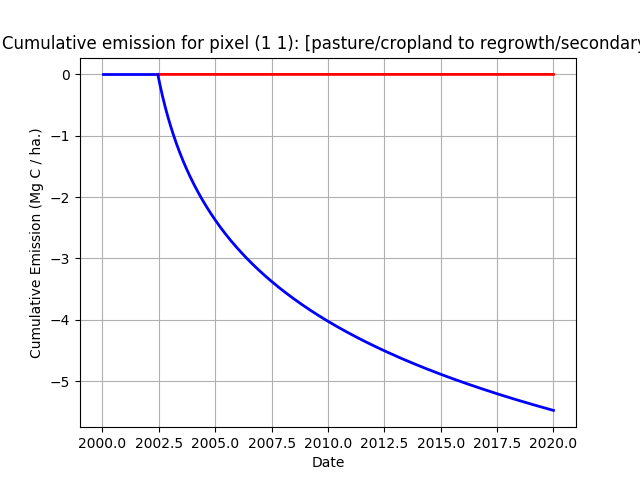 Cumulative emission for pixel (1 1): [pasture/cropland to regrowth/secondary
0
−1
−2
−3
−4
−5
Cumulative Emission (Mg C / ha.)
2000.0 2002.5 2005.0 2007.5 2010.0 2012.5 2015.0 2017.5 2020.0
Date